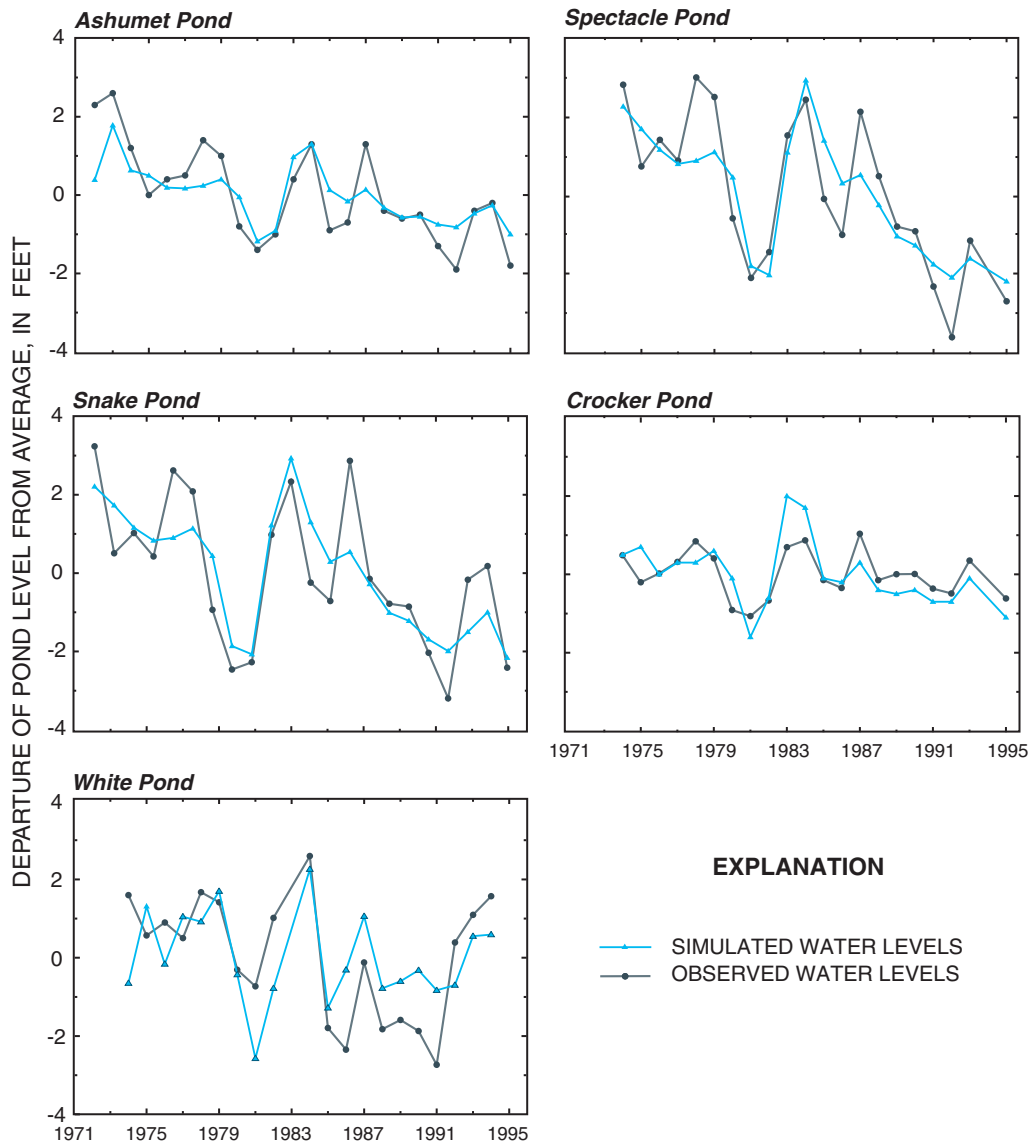 Ashumet Pond
Spectacle Pond
4
2
0
-2
-4
Snake Pond
Crocker Pond
4
2
0
-2
-4
1971 1975 1979 1983 1987 1991 1995
White Pond
4
2
0
-2
-4
1971 1975 1979 1983 1987 1991 1995
DEPARTURE OF POND LEVEL FROM AVERAGE, IN FEET
EXPLANATION
SIMULATED WATER LEVELS
OBSERVED WATER LEVELS